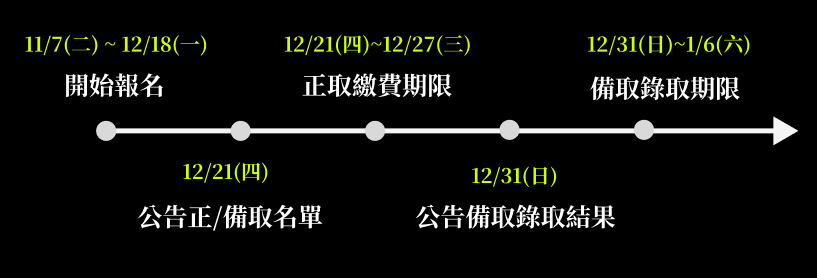 11/7(二) ~ 12/18(一)
開始報名
12/21(四)~12/27(三)
正取繳費期限
12/31(日)~1/6(六)
備取錄取期限
12/21(四)
公告正/備取名單
12/31(日)
公告備取錄取結果